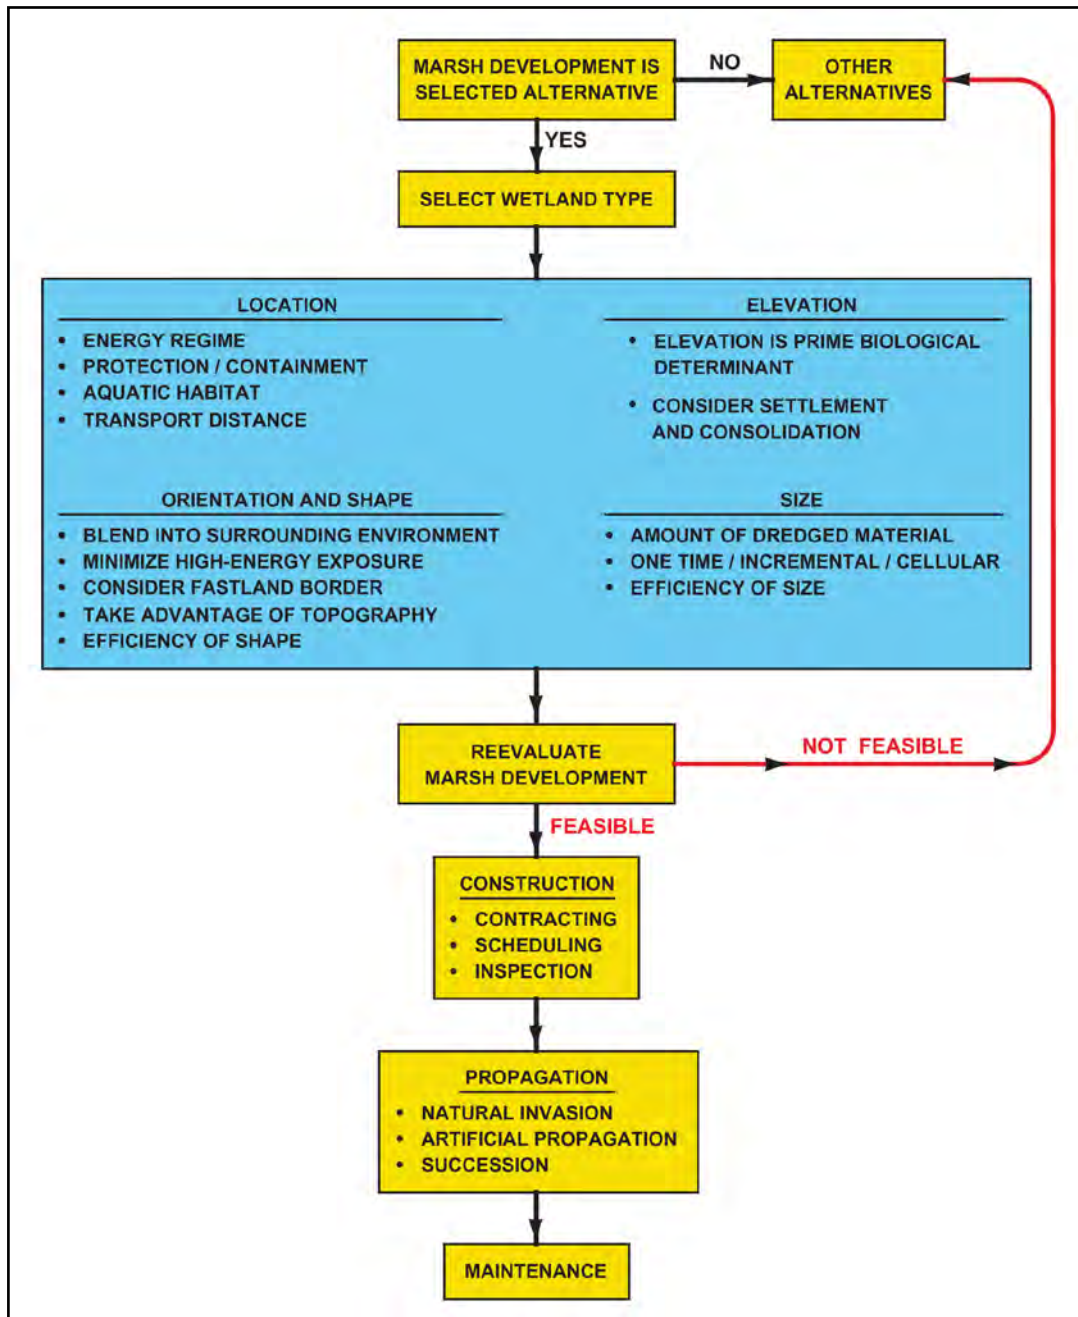 MARSH DEVELOPMENT IS
SELECTED ALTERNATIVE
NO
OTHER
ALTERNATIVES
YES
SELECT WETLAND TYPE
LOCATION
• ENERGY REGIME
• PROTECTION / CONTAINMENT
• AQUATIC HABITAT
• TRANSPORT DISTANCE
ELEVATION
• ELEVATION IS PRIME BIOLOGICAL
DETERMINANT
• CONSIDER SETTLEMENT
AND CONSOLIDATION
ORIENTATION AND SHAPE
• BLEND INTO SURROUNDING ENVIRONMENT
• MINIMIZE HIGH-ENERGY EXPOSURE
• CONSIDER FASTLAND BORDER
• TAKE ADVANTAGE OF TOPOGRAPHY
• EFFICIENCY OF SHAPE
SIZE
• AMOUNT OF DREDGED MATERIAL
• ONE TIME / INCREMENTAL / CELLULAR
• EFFICIENCY OF SIZE
REEVALUATE
MARSH DEVELOPMENT
NOT FEASIBLE
FEASIBLE
CONSTRUCTION
• CONTRACTING
• SCHEDULING
• INSPECTION
PROPAGATION
• NATURAL INVASION
• ARTIFICIAL PROPAGATION
• SUCCESSION
MAINTENANCE